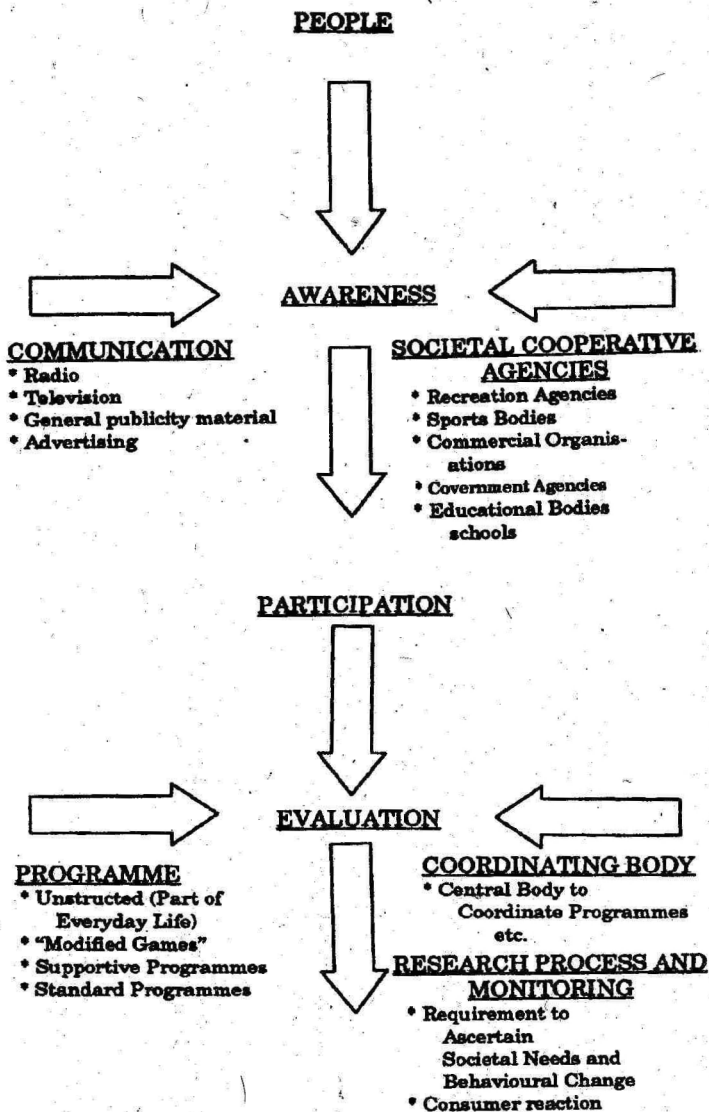 PEOPLE
AWARENESS
COMMUNICATION
* Radio
* Television
* General publicity material
* Advertising
SOCIETAL COOPERATIVE
AGENCIES
* Recreation Agencies
* Sports Bodies
* Commercial Organis-
ations
* Covernment Agencies
* Educational Bodies
schools
PARTICIPATION
EVALUATION
PROGRAMME
* Unstructed (Part of
Everyday Life)
* "Modified Games"
* Supportive Programmes
* Standard Programmes
COORDINATING BODY
* Central Body to
Coordinate Programmes
etc.
RESEARCH PROCESS AND
MONITORING
* Requirement to
Ascertain
Societal Needs and
Behavioural Change
* Consumer reaction